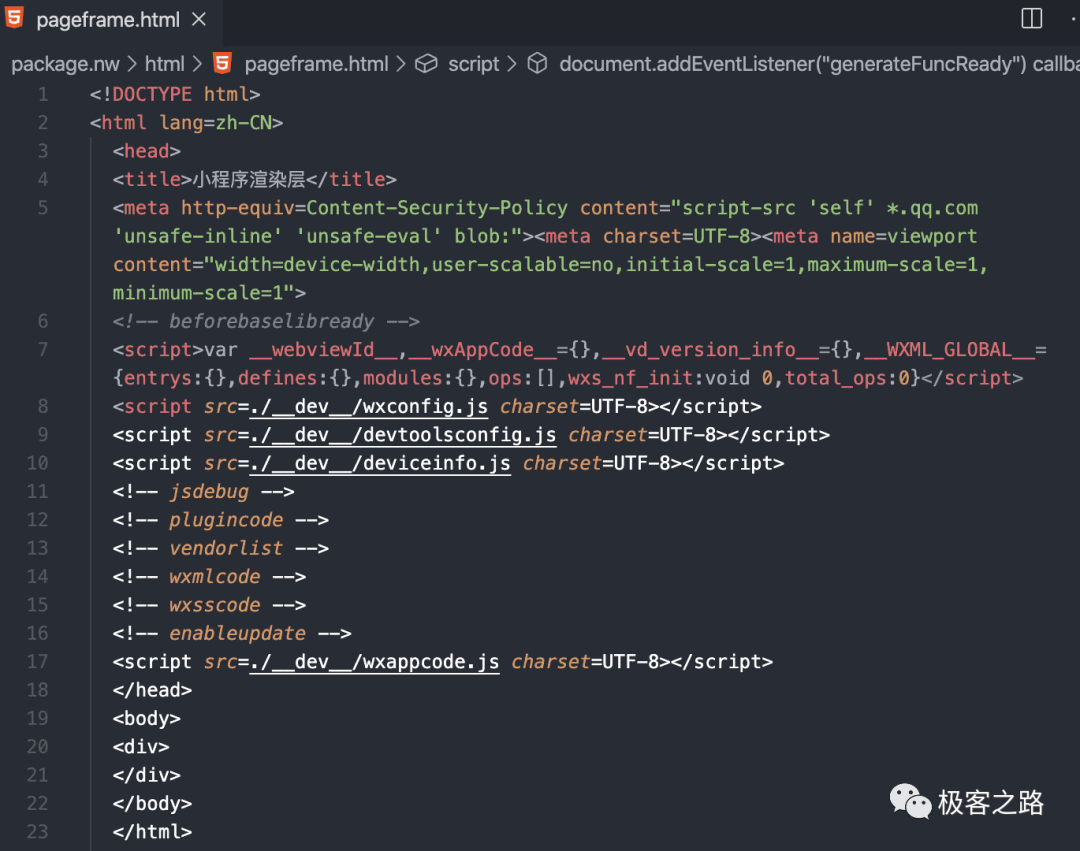 pageframe.html
package.nw > html > pageframe.html > script > document.addEventListener("generateFuncReady") callba
1 <!DOCTYPE html>
2 <html lang=zh-CN>
3 <head>
4 <title>小程序渲染层</title>
5 <meta http-equiv=Content-Security-Policy content="script-src 'self' *.qq.com
'unsafe-inline' 'unsafe-eval' blob:"><meta charset=UTF-8><meta name=viewport
content="width=device-width,user-scalable=no,initial-scale=1,maximum-scale=1,
minimum-scale=1">
6 <!-- beforebaselibready -->
7 <script>var __webviewId__,__wxAppCode__={},__vd_version_info__={},__WXML_GLOBAL__=
{entrys:{},defines:{},modules:{},ops:[],wxs_nf_init:void 0,total_ops:0}</script>
8 <script src=./__dev__/wxconfig.js charset=UTF-8></script>
9 <script src=./__dev__/devtoolsconfig.js charset=UTF-8></script>
10 <script src=./__dev__/deviceinfo.js charset=UTF-8></script>
11 <!-- jsdebug -->
12 <!-- plugincode -->
13 <!-- vendorlist -->
14 <!-- wxmlcode -->
15 <!-- wxsscode -->
16 <!-- enableupdate -->
17 <script src=./__dev__/wxappcode.js charset=UTF-8></script>
18 </head>
19 <body>
20 <div>
21 </div>
22 </body>
23 </html>
极客之路